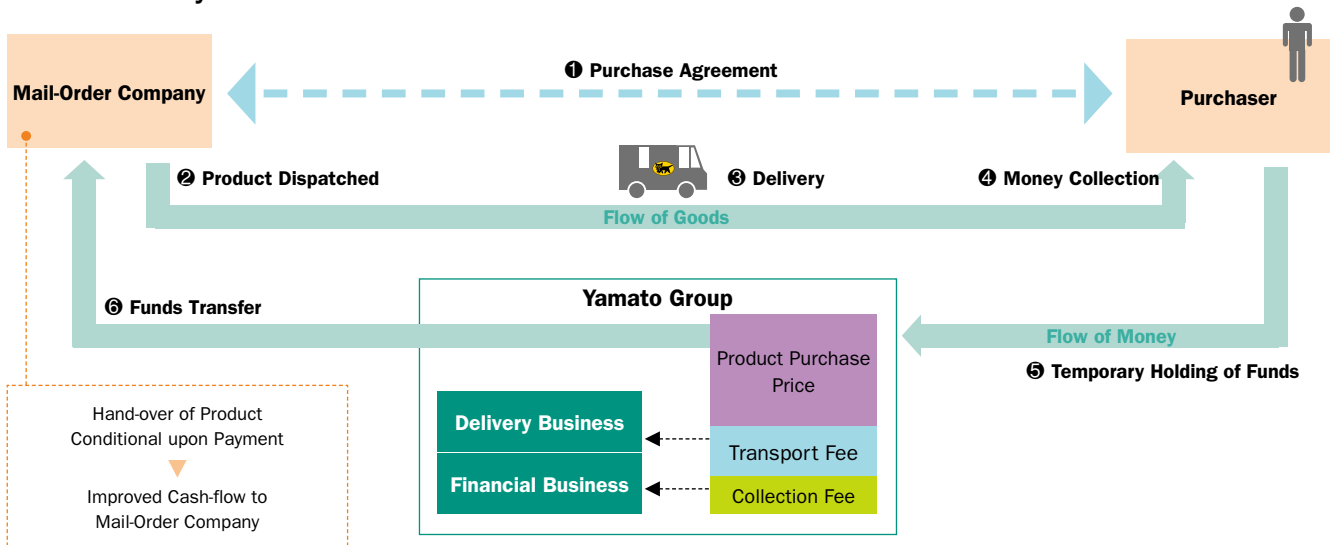 ❶ Purchase Agreement
Mail-Order Company
Purchaser
❷ Product Dispatched
❸ Delivery
❹ Money Collection
Flow of Goods
Yamato Group
❻ Funds Transfer
Flow of Money
Product Purchase
Price
❺ Temporary Holding of Funds
Hand-over of Product
Conditional upon Payment
Delivery Business
Transport Fee
Financial Business
Collection Fee
Improved Cash-flow to
Mail-Order Company